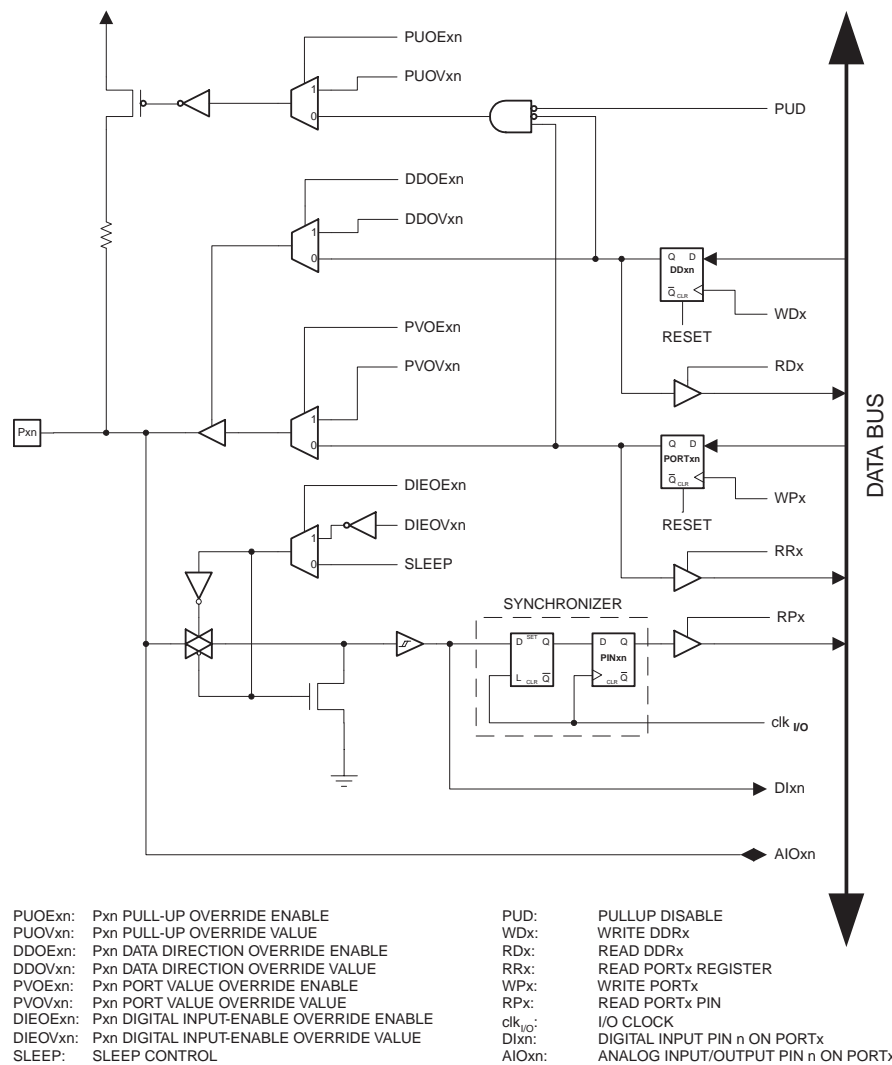 PUOExn
PUOVxn
1
0
PUD
DDOExn
DDOVxn
1
0
Q D
DDxn
Q CLR
WDx
RESET
PVOExn
PVOVxn
RDx
1
0
Pxn
Q D
PORTxn
Q CLR
WPx
RESET
DATA BUS
DIEOExn
DIEOVxn
1
0
SLEEP
RRx
SYNCHRONIZER
RPx
D SET Q
L CLR Q
D Q
PINxn
CLR Q
clk I/O
DIxn
AIOxn
PUOExn: Pxn PULL-UP OVERRIDE ENABLE
PUOVxn: Pxn PULL-UP OVERRIDE VALUE
DDOExn: Pxn DATA DIRECTION OVERRIDE ENABLE
DDOVxn: Pxn DATA DIRECTION OVERRIDE VALUE
PVOExn: Pxn PORT VALUE OVERRIDE ENABLE
PVOVxn: Pxn PORT VALUE OVERRIDE VALUE
DIEOExn: Pxn DIGITAL INPUT-ENABLE OVERRIDE ENABLE
DIEOVxn: Pxn DIGITAL INPUT-ENABLE OVERRIDE VALUE
SLEEP: SLEEP CONTROL
PUD: PULLUP DISABLE
WDx: WRITE DDRx
RDx: READ DDRx
RRx: READ PORTx REGISTER
WPx: WRITE PORTx
RPx: READ PORTx PIN
clkI/O: I/O CLOCK
DIxn: DIGITAL INPUT PIN n ON PORTx
AIOxn: ANALOG INPUT/OUTPUT PIN n ON PORTx